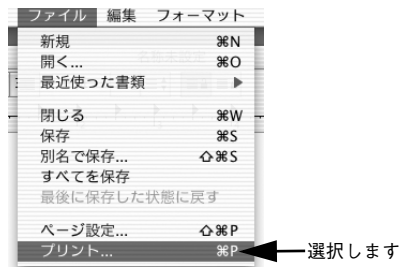 ファイル 編集 フォーマット
新規 ⌘N
開く... ⌘O
最近使った書類 ▶
閉じる ⌘W
保存 ⌘S
別名で保存... ⇧⌘S
すべてを保存
最後に保存した状態に戻す
ページ設定... ⇧⌘P
プリント... ⌘P 選択します